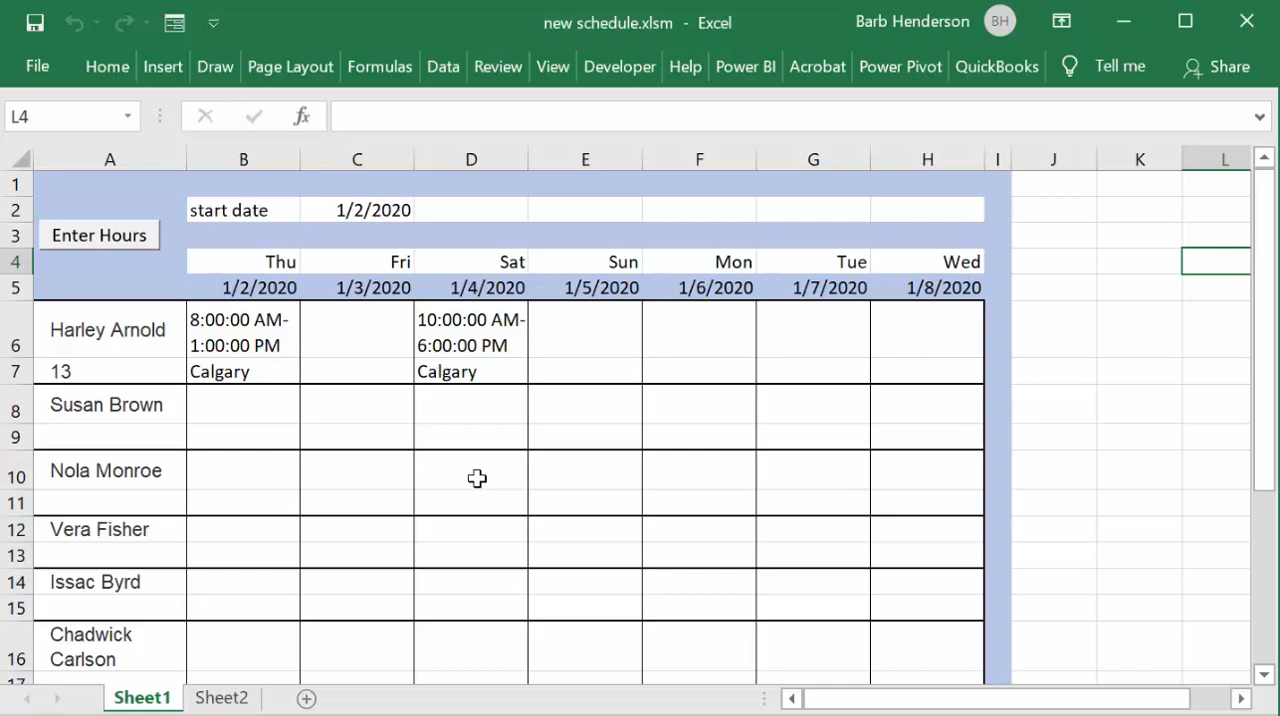 new schedule.xlsm - Excel
Barb Henderson BH
File Home Insert Draw Page Layout Formulas Data Review View Developer Help Power BI Acrobat Power Pivot QuickBooks Tell me Share
L4 fx
A B C D E F G H I J K L
1
2 start date 1/2/2020
3 Enter Hours
4 Thu Fri Sat Sun Mon Tue Wed
5 1/2/2020 1/3/2020 1/4/2020 1/5/2020 1/6/2020 1/7/2020 1/8/2020
Harley Arnold 8:00:00 AM- 10:00:00 AM-
6 1:00:00 PM 6:00:00 PM
7 13 Calgary Calgary
8 Susan Brown
9
10 Nola Monroe
11
12 Vera Fisher
13
14 Issac Byrd
15
Chadwick
16 Carlson
17
Sheet1 Sheet2